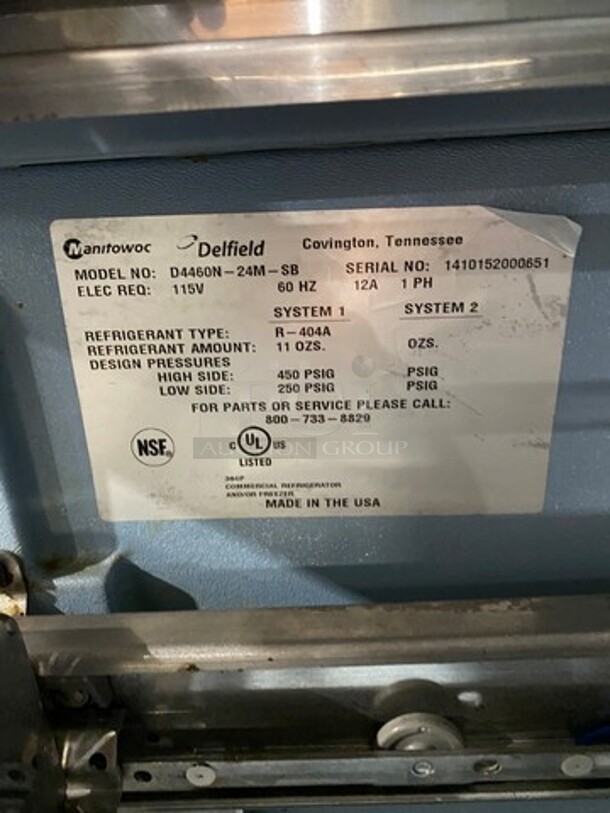 Manitowoc Delfield Covington, Tennessee
MODEL NO: D4460N-24M-SB SERIAL NO: 1410152000651
ELEC REQ: 115V 60 HZ 12A 1 PH
SYSTEM 1 SYSTEM 2
REFRIGERANT TYPE: R-404A
REFRIGERANT AMOUNT: 11 OZS. OZS.
DESIGN PRESSURES
HIGH SIDE: 450 PSIG PSIG
LOW SIDE: 250 PSIG PSIG
FOR PARTS OR SERVICE PLEASE CALL:
800-733-8829
NSF®
C UL US
LISTED
AUCTION GROUP
COMMERCIAL REFRIGERATOR
AND/OR FREEZER
MADE IN THE USA